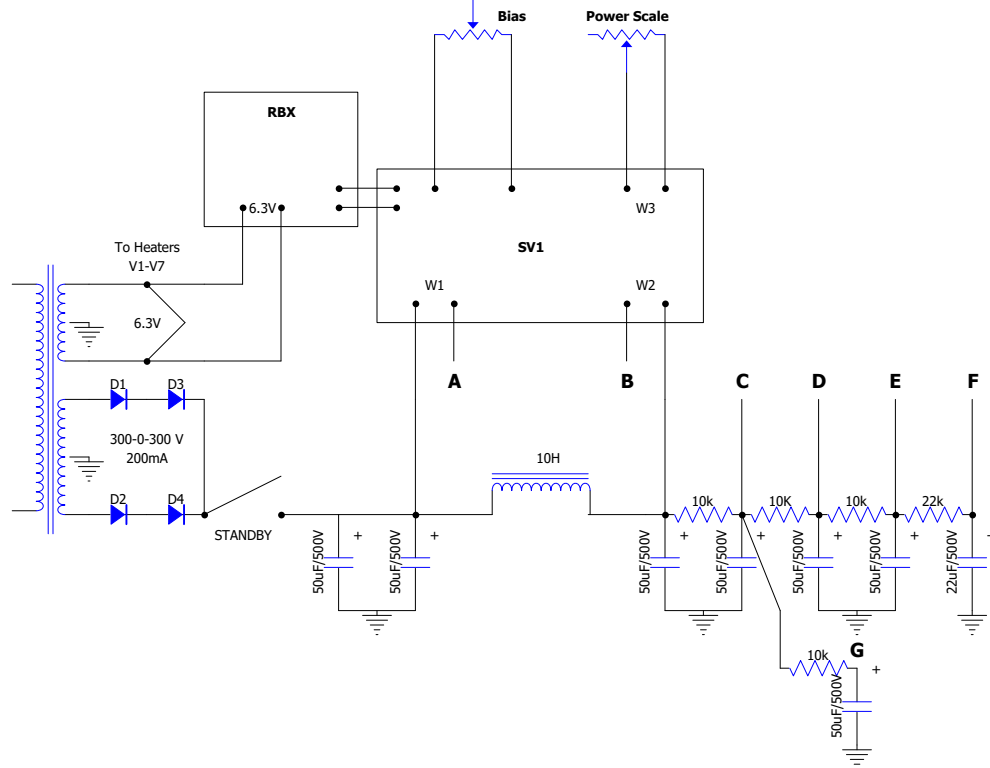 Bias
Power Scale
RBX
6.3V
W3
To Heaters
V1-V7
SV1
W1
W2
6.3V
A
B
C
D
E
F
D1
D3
300-0-300 V
200mA
10H
D2
D4
STANDBY
10k
10K
10k
22k
+
+
+
+
+
+
+
50uF/500V
50uF/500V
50uF/500V
50uF/500V
50uF/500V
50uF/500V
22uF/500V
10k
G
+
50uF/500V